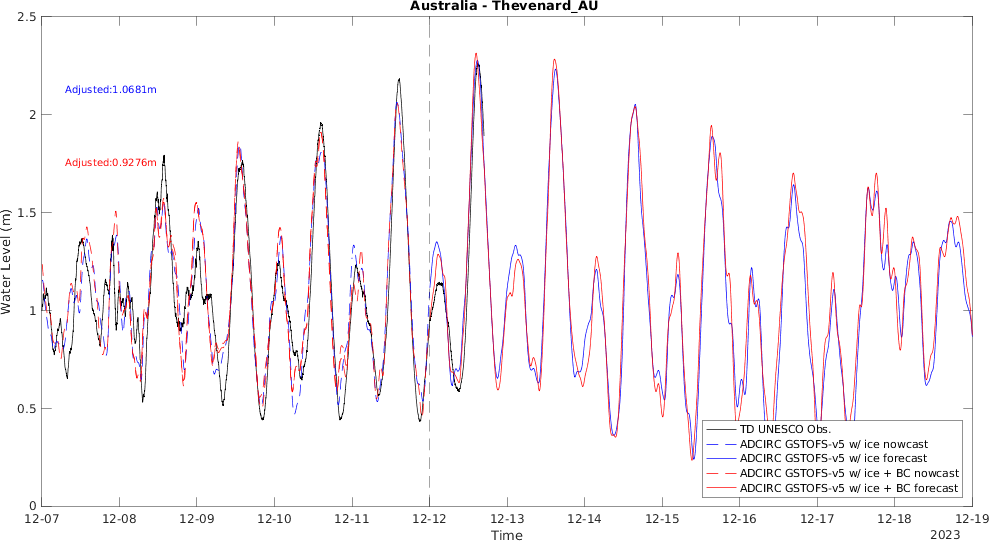 Australia - Thevenard_AU
2.5
2
1.5
1
0.5
0
Water Level (m)
Adjusted:1.0681m
Adjusted:0.9276m
TD UNESCO Obs.
ADCIRC GSTOFS-v5 w/ ice nowcast
ADCIRC GSTOFS-v5 w/ ice forecast
ADCIRC GSTOFS-v5 w/ ice + BC nowcast
ADCIRC GSTOFS-v5 w/ ice + BC forecast
12-07 12-08 12-09 12-10 12-11 12-12 12-13 12-14 12-15 12-16 12-17 12-18 12-19
Time
2023